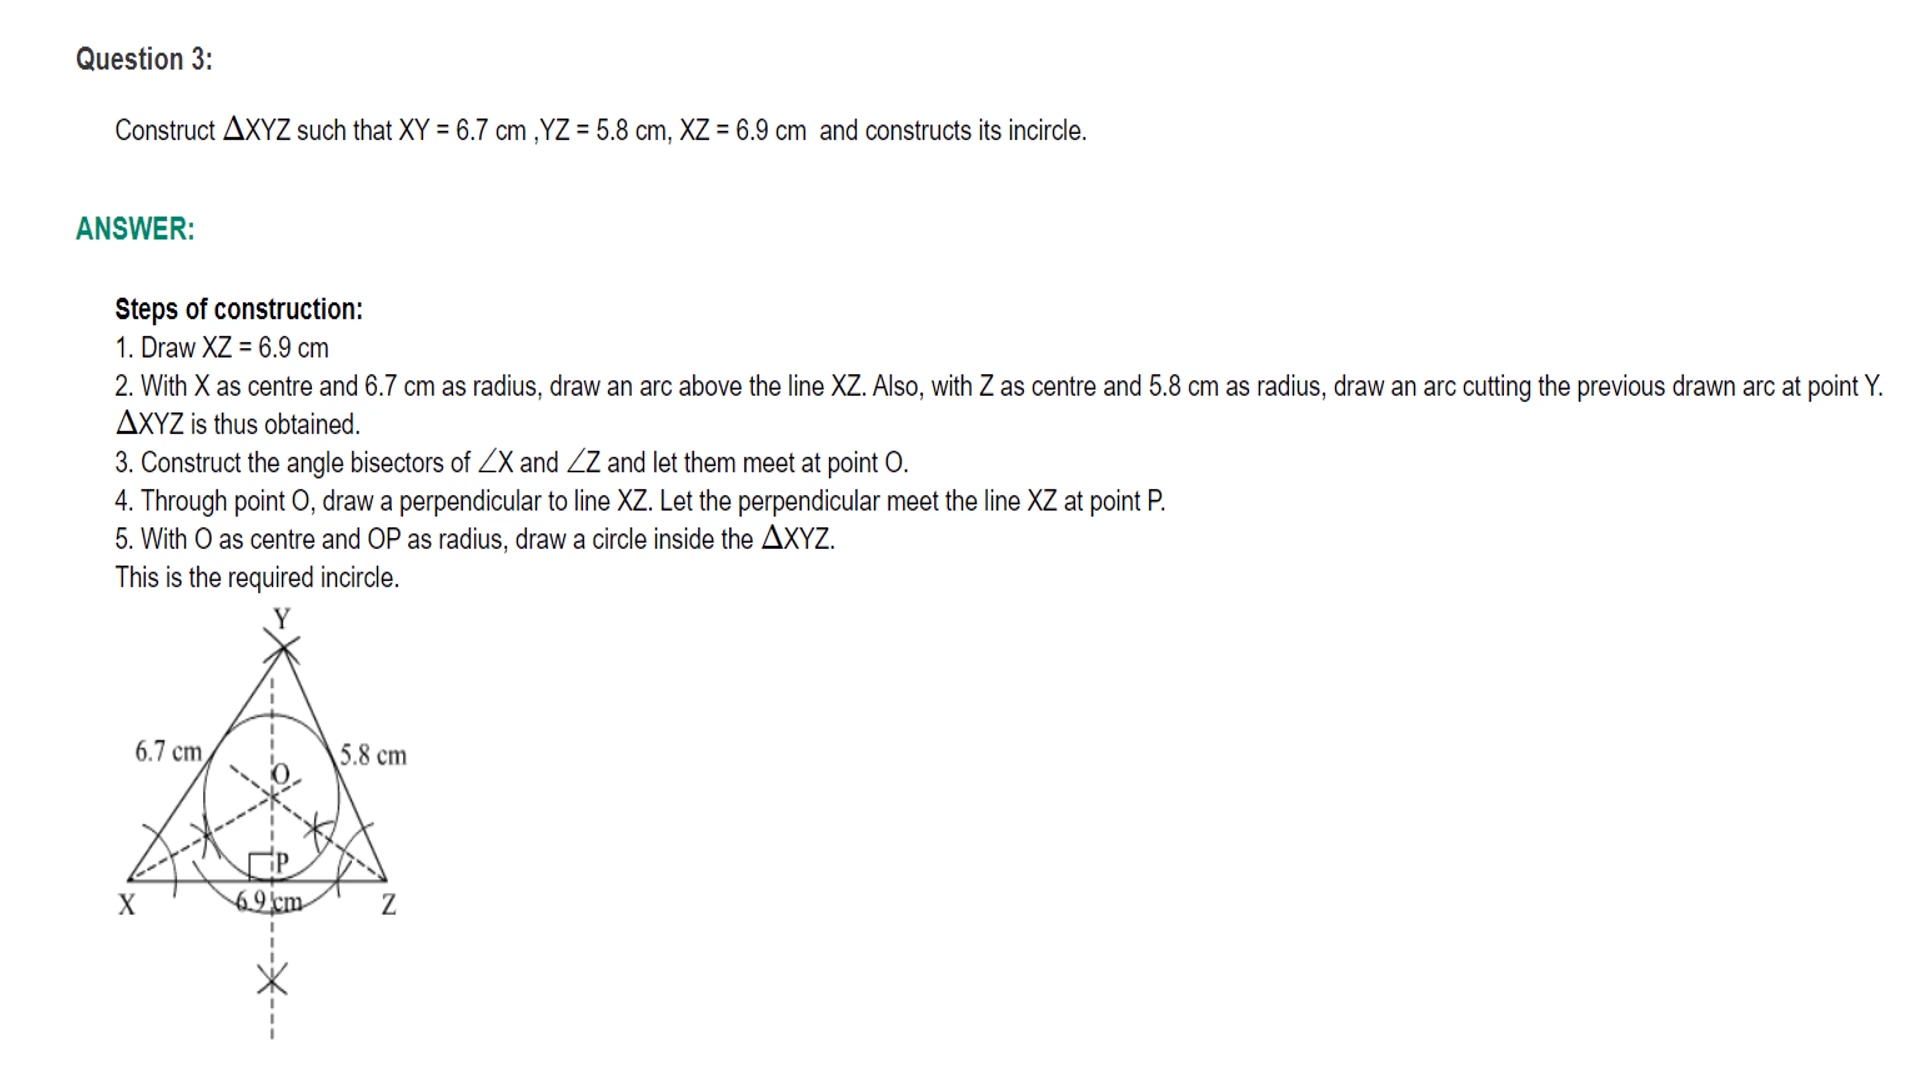 Question 3:
Construct ΔXYZ such that XY = 6.7 cm ,YZ = 5.8 cm, XZ = 6.9 cm  and constructs its incircle.
ANSWER:
Steps of construction:
1. Draw XZ = 6.9 cm
2. With X as centre and 6.7 cm as radius, draw an arc above the line XZ. Also, with Z as centre and 5.8 cm as radius, draw an arc cutting the previous drawn arc at point Y.
ΔXYZ is thus obtained.
3. Construct the angle bisectors of ∠X and ∠Z and let them meet at point O.
4. Through point O, draw a perpendicular to line XZ. Let the perpendicular meet the line XZ at point P.
5. With O as centre and OP as radius, draw a circle inside the ΔXYZ.
This is the required incircle.
Y
6.7 cm
5.8 cm
O
P
X
6.9 cm
Z